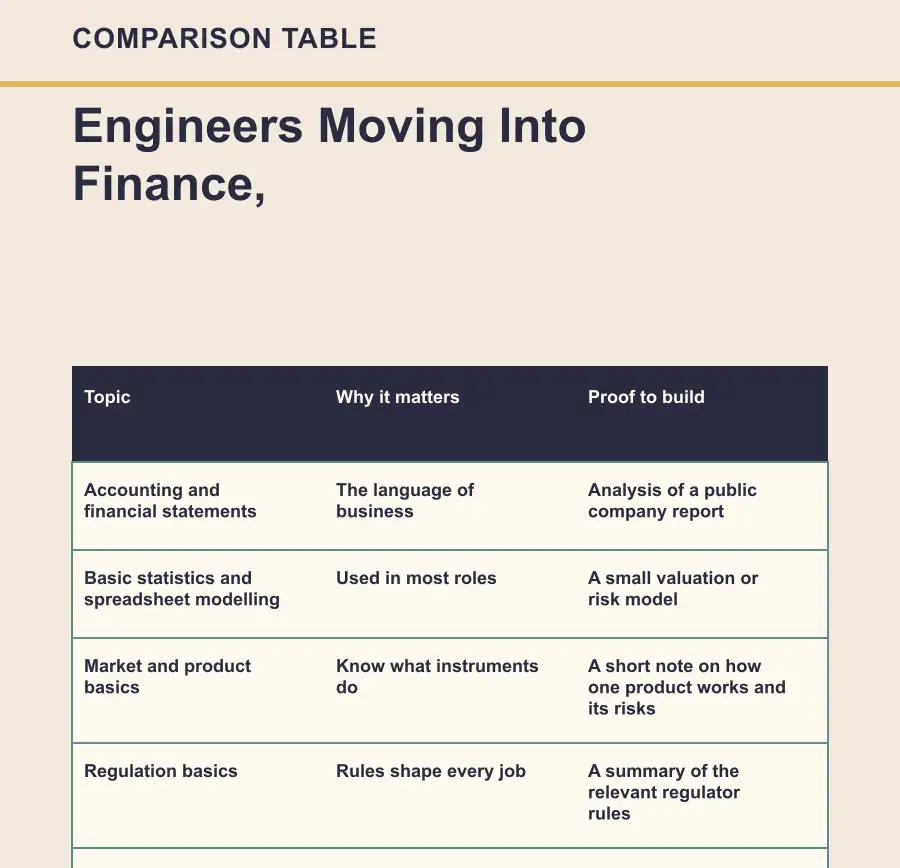 COMPARISON TABLE
Engineers Moving Into
Finance,
Topic
Why it matters
Proof to build
Accounting and
financial statements
The language of
business
Analysis of a public
company report
Basic statistics and
spreadsheet modelling
Used in most roles
A small valuation or
risk model
Market and product
basics
Know what instruments
do
A short note on how
one product works and
its risks
Regulation basics
Rules shape every job
A summary of the
relevant regulator
rules